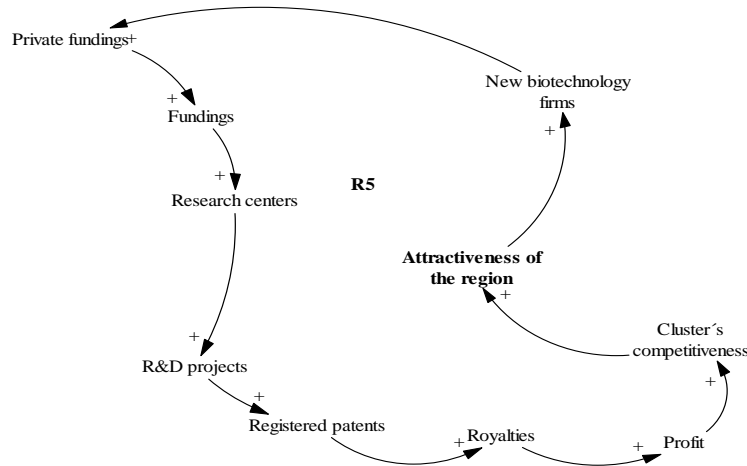 Private fundings+
+
Fundings
+
Research centers
+
R&D projects
+
Registered patents
+
Royalties
+
Profit
+
Cluster´s
competitiveness
+
Attractiveness of
the region
+
New biotechnology
firms
R5